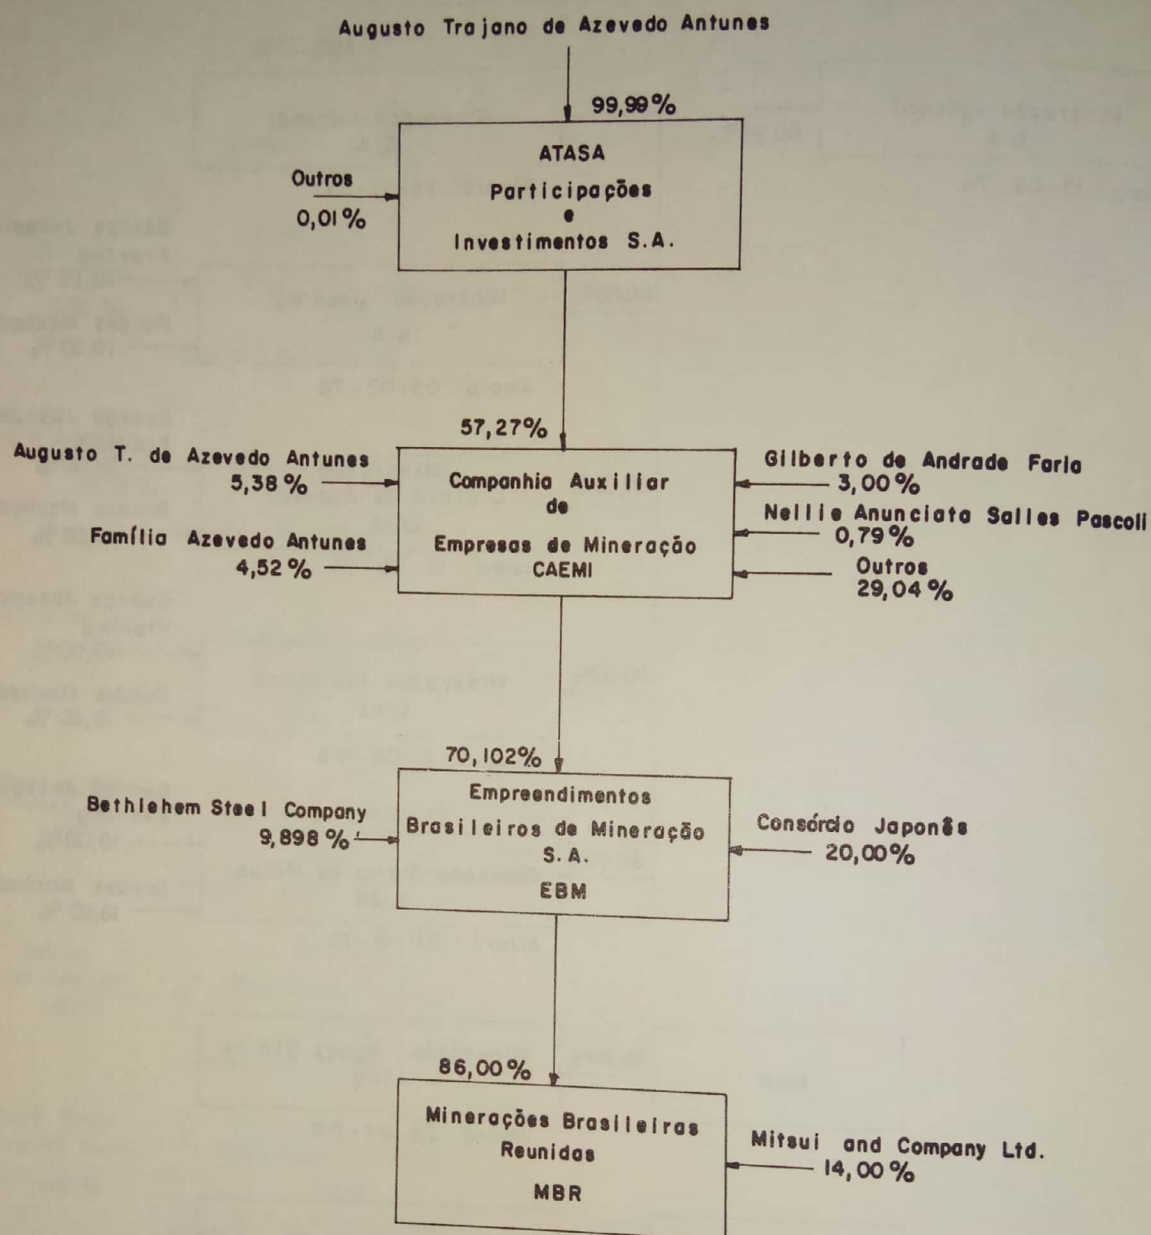 Augusto Trajano de Azevedo Antunes
99,99%
ATASA
Participações
e
Investimentos S.A.
Outros
0,01%
57,27%
Augusto T. de Azevedo Antunes
5,38%
Família Azevedo Antunes
4,52%
Companhia Auxiliar
de
Empresas de Mineração
CAEMI
Gilberto de Andrade Faria
3,00%
Nellie Anunciata Salles Pascoli
0,79%
Outros
29,04%
70,102%
Bethlehem Steel Company
9,898%
Empreendimentos
Brasileiros de Mineração
S.A.
EBM
Consórcio Japonês
20,00%
86,00%
Minerações Brasileiras
Reunidas
MBR
Mitsui and Company Ltd.
14,00%